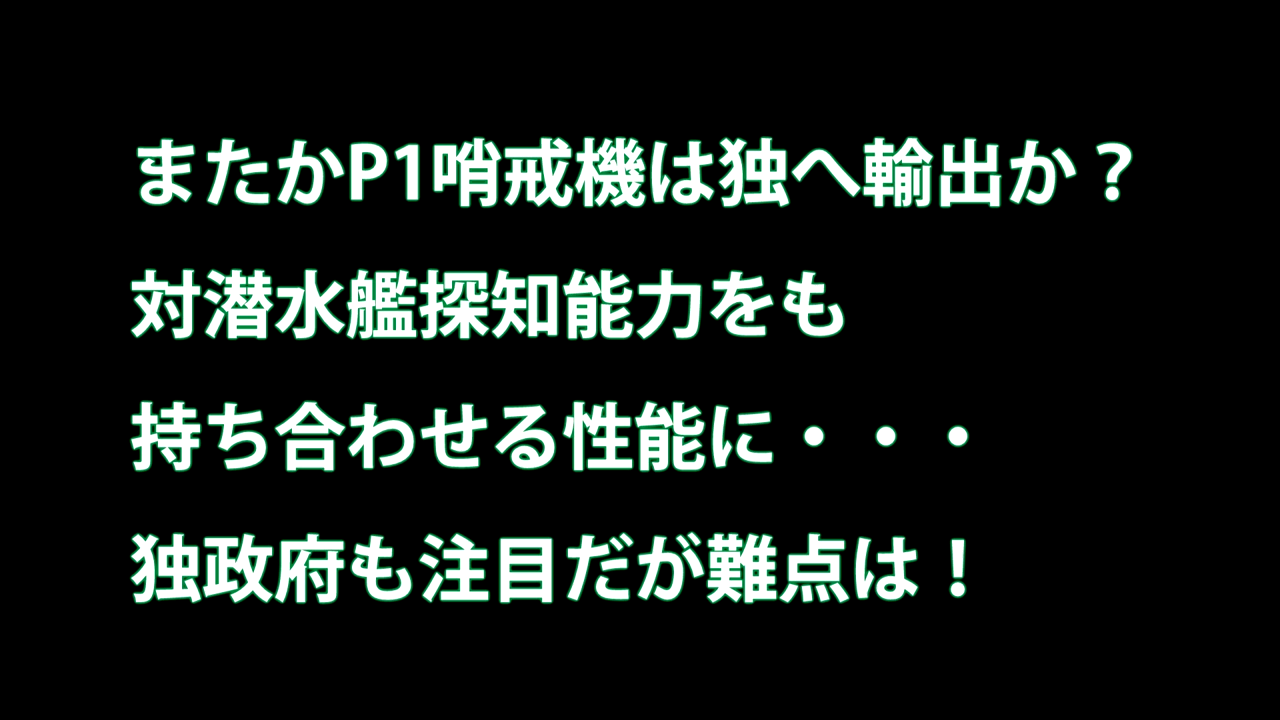 またかP1哨戒機は独へ輸出か？
対潜水艦探知能力をも
持ち合わせる性能に・・・
独政府も注目だが難点は！